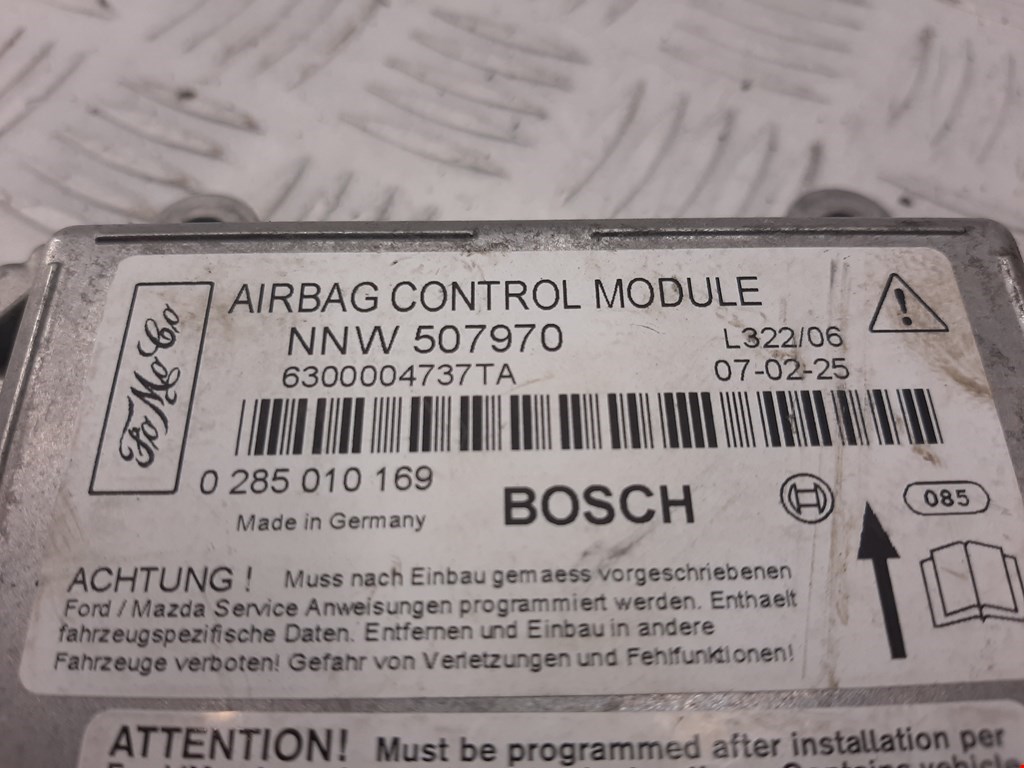 FoMoCo
AIRBAG CONTROL MODULE
NNW 507970
L322/06
6300004737TA
07-02-25
0 285 010 169
BOSCH
085
Made in Germany
ACHTUNG ! Muss nach Einbau gemaess vorgeschriebenen
Ford / Mazda Service Anweisungen programmiert werden. Enthaelt
fahrzeugspezifische Daten. Entfernen und Einbau in andere
Fahrzeuge verboten! Gefahr von Verletzungen und Fehlfunktionen!
ATTENTION! Must be programmed after installation per